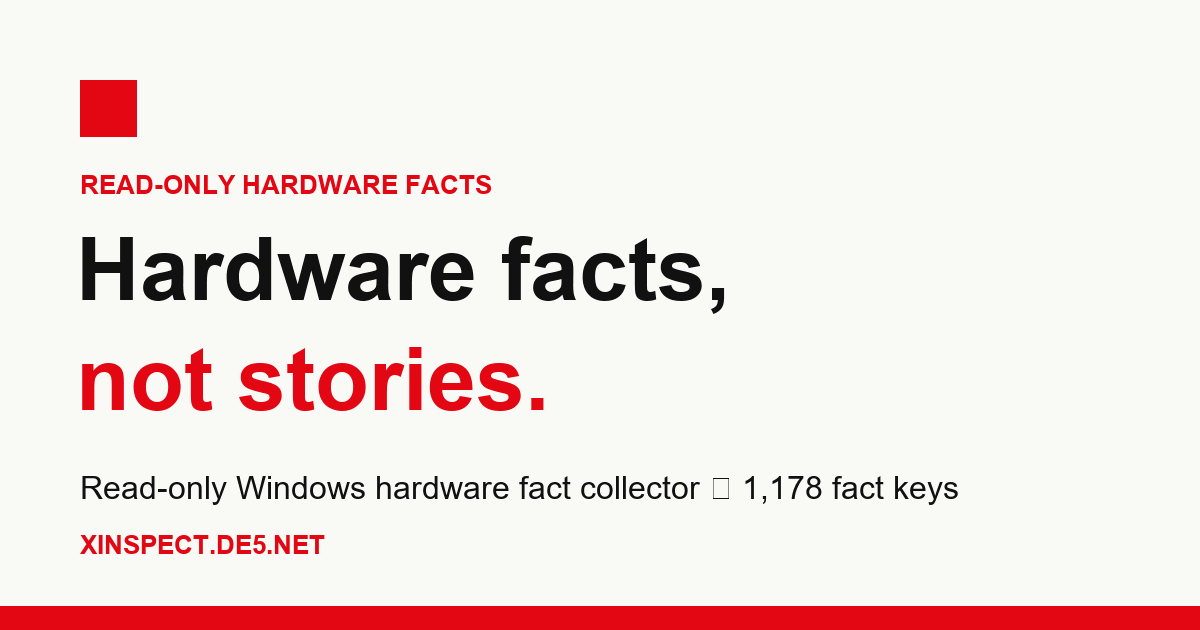 READ-ONLY HARDWARE FACTS
Hardware facts,
not stories.
Read-only Windows hardware fact collector □ 1,178 fact keys
XINSPECT.DE5.NET